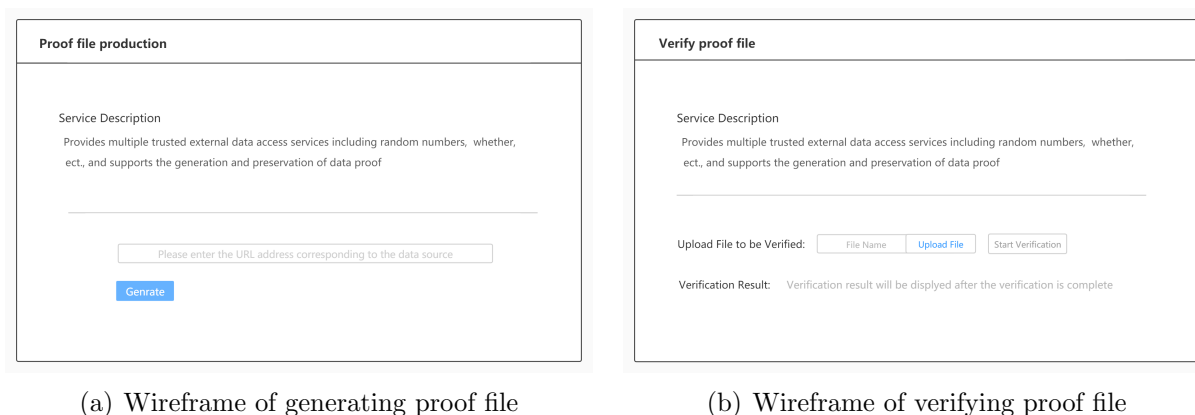 Proof file production
Service Description
Provides multiple trusted external data access services including random numbers, whether,
ect., and supports the generation and preservation of data proof
Please enter the URL address corresponding to the data source
Genrate
(a) Wireframe of generating proof file
Verify proof file
Service Description
Provides multiple trusted external data access services including random numbers, whether,
ect., and supports the generation and preservation of data proof
Upload File to be Verified: File Name Upload File Start Verification
Verification Result: Verification result will be displyed after the verification is complete
(b) Wireframe of verifying proof file